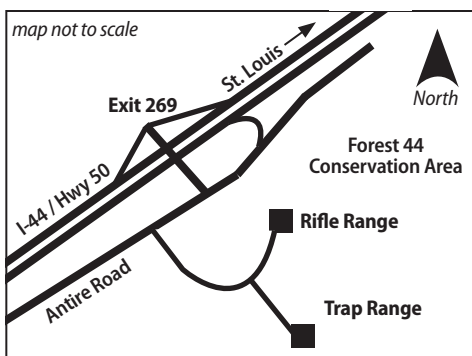 map not to scale
St. Louis
Exit 269
North
Forest 44
Conservation Area
I-44 / Hwy 50
Rifle Range
Antire Road
Trap Range